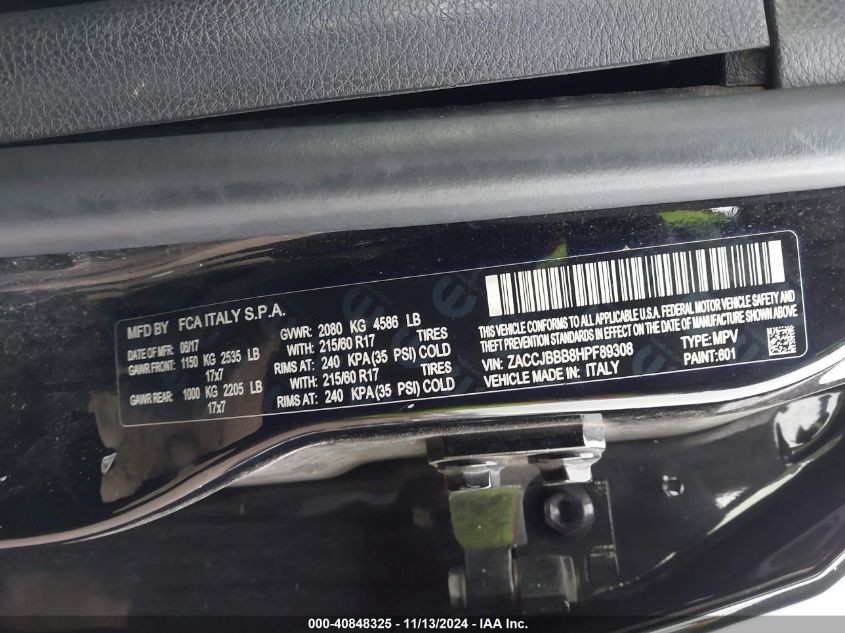 MFD BY FCA ITALY S.P.A.
DATE OF MFR: 06/17 GVWR: 2080 KG 4586 LB
GAWR FRONT: 1150 KG 2535 LB WITH: 215/60 R17 TIRES
17x7 RIMS AT: 240 KPA(35 PSI) COLD
GAWR REAR: 1000 KG 2205 LB WITH: 215/60 R17 TIRES
17x7 RIMS AT: 240 KPA(35 PSI) COLD
THIS VEHICLE CONFORMS TO ALL APPLICABLE U.S.A. FEDERAL MOTOR VEHICLE SAFETY AND
THEFT PREVENTION STANDARDS IN EFFECT ON THE DATE OF MANUFACTURE SHOWN ABOVE
VIN: ZACCJBBB8HPF89308 TYPE: MPV
VEHICLE MADE IN: ITALY PAINT: 601
000-40848325 - 11/13/2024 - IAA Inc.